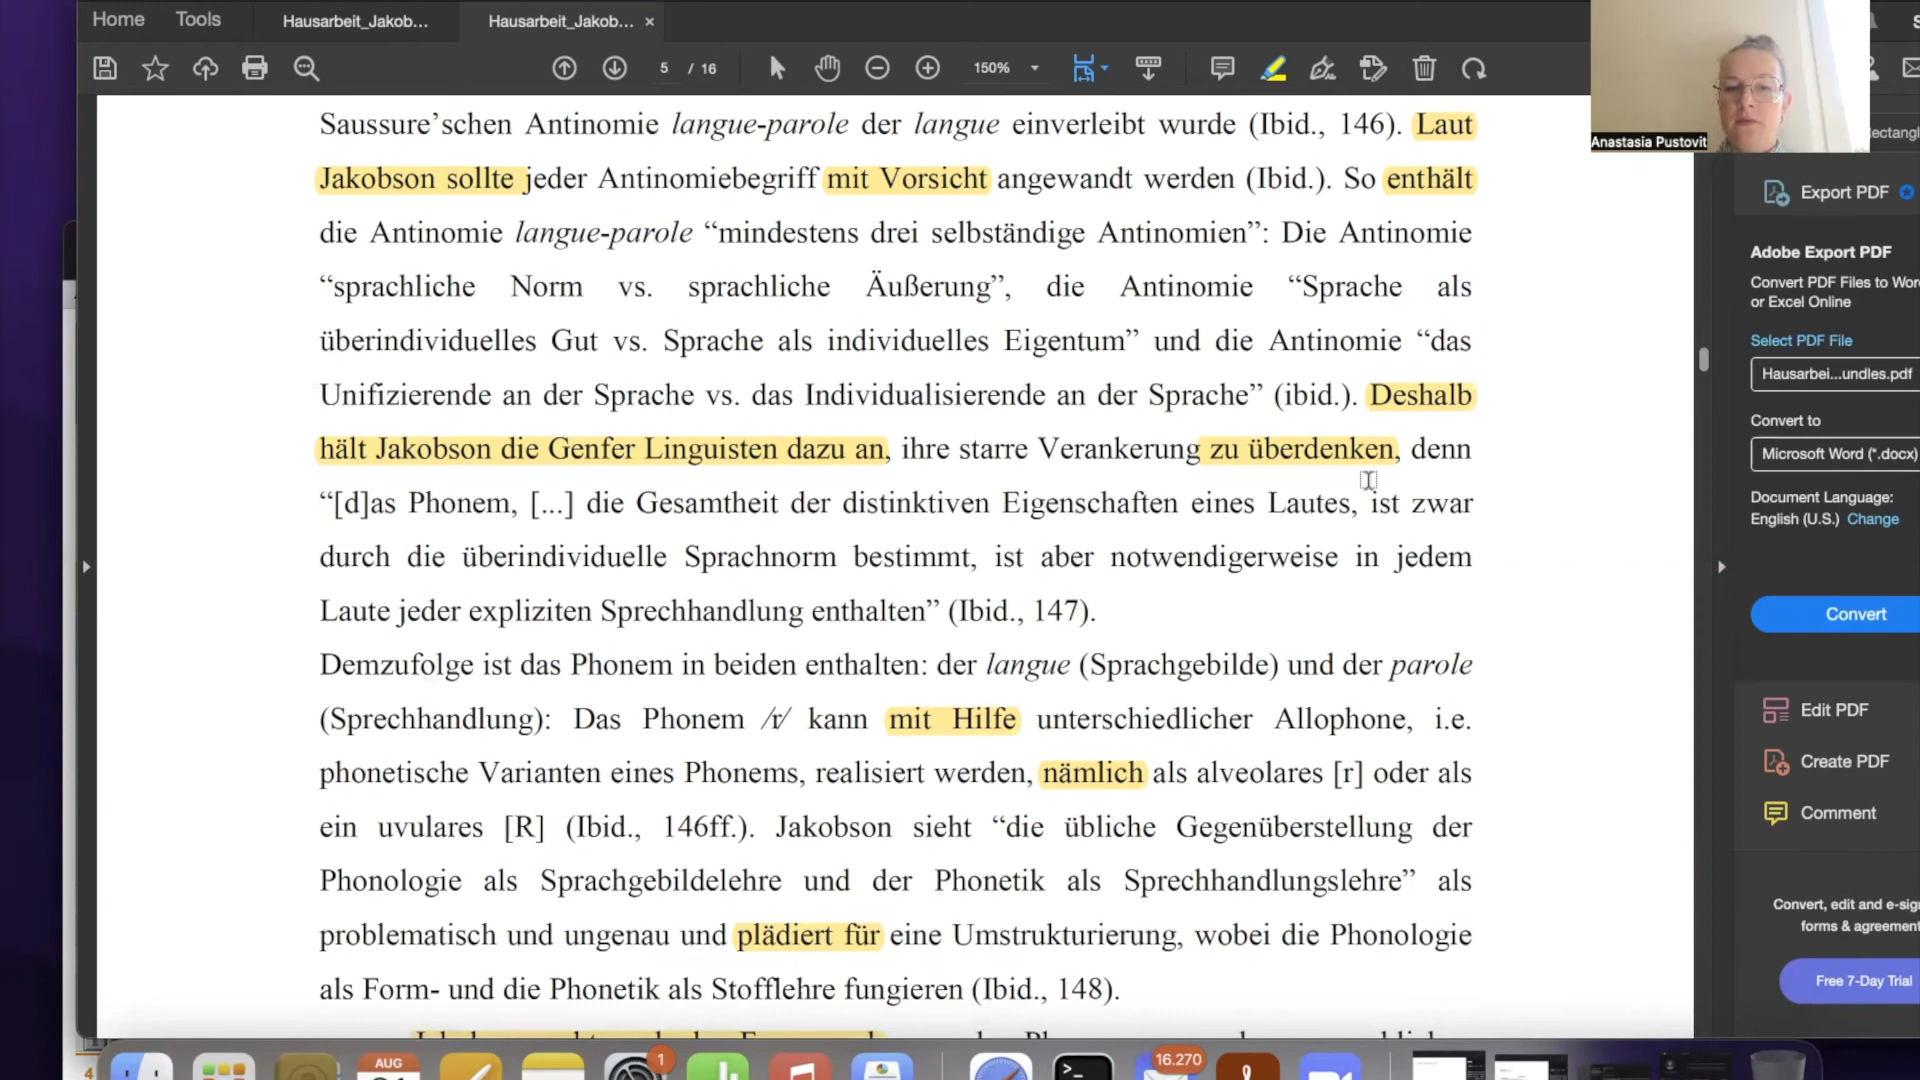 Home Tools Hausarbeit_Jakob... Hausarbeit_Jakob... ×
5 / 16 150%
Saussure’schen Antinomie langue-parole der langue einverleibt wurde (Ibid., 146). Laut
Jakobson sollte jeder Antinomiebegriff mit Vorsicht angewandt werden (Ibid.). So enthält
die Antinomie langue-parole “mindestens drei selbständige Antinomien”: Die Antinomie
“sprachliche Norm vs. sprachliche Äußerung”, die Antinomie “Sprache als
überindividuelles Gut vs. Sprache als individuelles Eigentum” und die Antinomie “das
Unifizierende an der Sprache vs. das Individualisierende an der Sprache” (ibid.). Deshalb
hält Jakobson die Genfer Linguisten dazu an, ihre starre Verankerung zu überdenken, denn
“[d]as Phonem, [...] die Gesamtheit der distinktiven Eigenschaften eines Lautes, ist zwar
durch die überindividuelle Sprachnorm bestimmt, ist aber notwendigerweise in jedem
Laute jeder expliziten Sprechhandlung enthalten” (Ibid., 147).
Demzufolge ist das Phonem in beiden enthalten: der langue (Sprachgebilde) und der parole
(Sprechhandlung): Das Phonem /r/ kann mit Hilfe unterschiedlicher Allophone, i.e.
phonetische Varianten eines Phonems, realisiert werden, nämlich als alveolares [r] oder als
ein uvulares [R] (Ibid., 146ff.). Jakobson sieht “die übliche Gegenüberstellung der
Phonologie als Sprachgebildelehre und der Phonetik als Sprechhandlungslehre” als
problematisch und ungenau und plädiert für eine Umstrukturierung, wobei die Phonologie
als Form- und die Phonetik als Stofflehre fungieren (Ibid., 148).
Anastasia Pustovit
Export PDF
Adobe Export PDF
Convert PDF Files to Wor
or Excel Online
Select PDF File
Hausarbei...undles.pdf
Convert to
Microsoft Word (*.docx)
Document Language:
English (U.S.) Change
Convert
Edit PDF
Create PDF
Comment
Convert, edit and e-sig
forms & agreement
Free 7-Day Trial
AUG
1
16.270
4